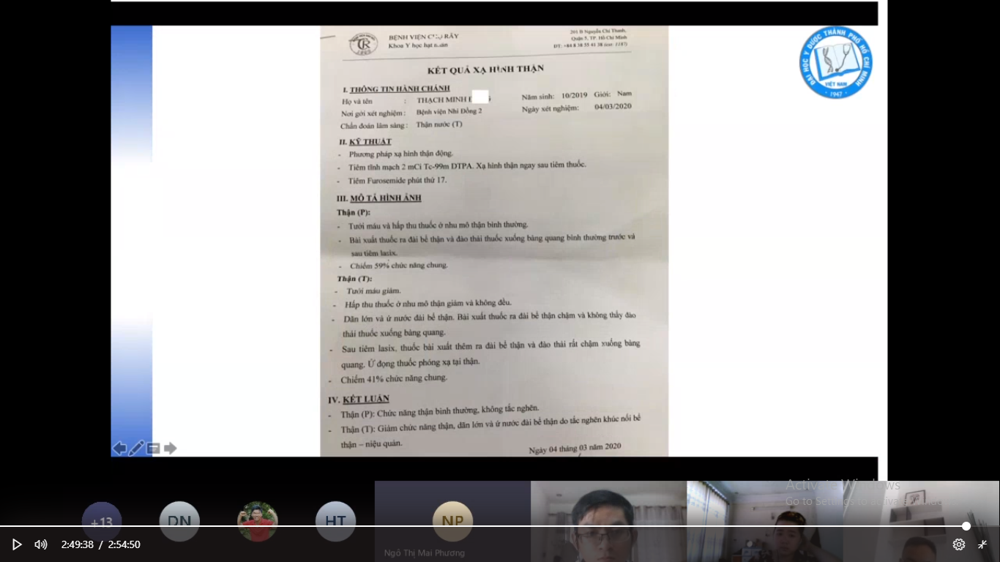 BỆNH VIỆN RẪY
Khoa Y học hạt nhân
201 B Nguyễn Chí Thanh,
Quận 5, TP. Hồ Chí Minh
ĐT: +84 8 38 55 41 38
KẾT QUẢ XẠ HÌNH THẬN
I. THÔNG TIN HÀNH CHÁNH
Họ và tên : THẠCH MINH Năm sinh: 10/2019 Giới: Nam
Nơi gởi xét nghiệm : Bệnh viện Nhi Đồng 2 Ngày xét nghiệm: 04/03/2020
Chẩn đoán lâm sàng : Thận nước (T)
II. KỸ THUẬT
- Phương pháp xạ hình thận động.
- Tiêm tĩnh mạch 2 mCi Tc-99m DTPA. Xạ hình thận ngay sau tiêm thuốc.
- Tiêm Furosemide phút thứ 17.
III. MÔ TẢ HÌNH ẢNH
Thận (P):
- Tưới máu và hấp thu thuốc ở nhu mô thận bình thường.
- Bài xuất thuốc ra đài bể thận và đào thải thuốc xuống bàng quang bình thường trước và
sau tiêm lasix.
- Chiếm 59% chức năng chung.
Thận (T):
- Tưới máu giảm.
- Hấp thu thuốc ở nhu mô thận giảm và không đều.
- Dãn lớn và ứ nước đài bể thận. Bài xuất thuốc ra đài bể thận chậm và không thấy đào
thải thuốc xuống bàng quang.
- Sau tiêm lasix, thuốc bài xuất thêm ra đài bể thận và đào thải rất chậm xuống bàng
quang. Ứ đọng thuốc phóng xạ tại thận.
- Chiếm 41% chức năng chung.
IV. KẾT LUẬN
- Thận (P): Chức năng thận bình thường, không tắc nghẽn.
- Thận (T): Giảm chức năng thận, dãn lớn và ứ nước đài bể thận do tắc nghẽn khúc nối bể
thận – niệu quản.
Ngày 04 tháng 03 năm 2020
ĐẠI HỌC Y DƯỢC THÀNH PHỐ HỒ CHÍ MINH
VIỆT NAM
1947
Activate Windows
Go to Settings to activate
+13
DN
HT
NP
Ngô Thị Mai Phương
2:49:38 / 2:54:50